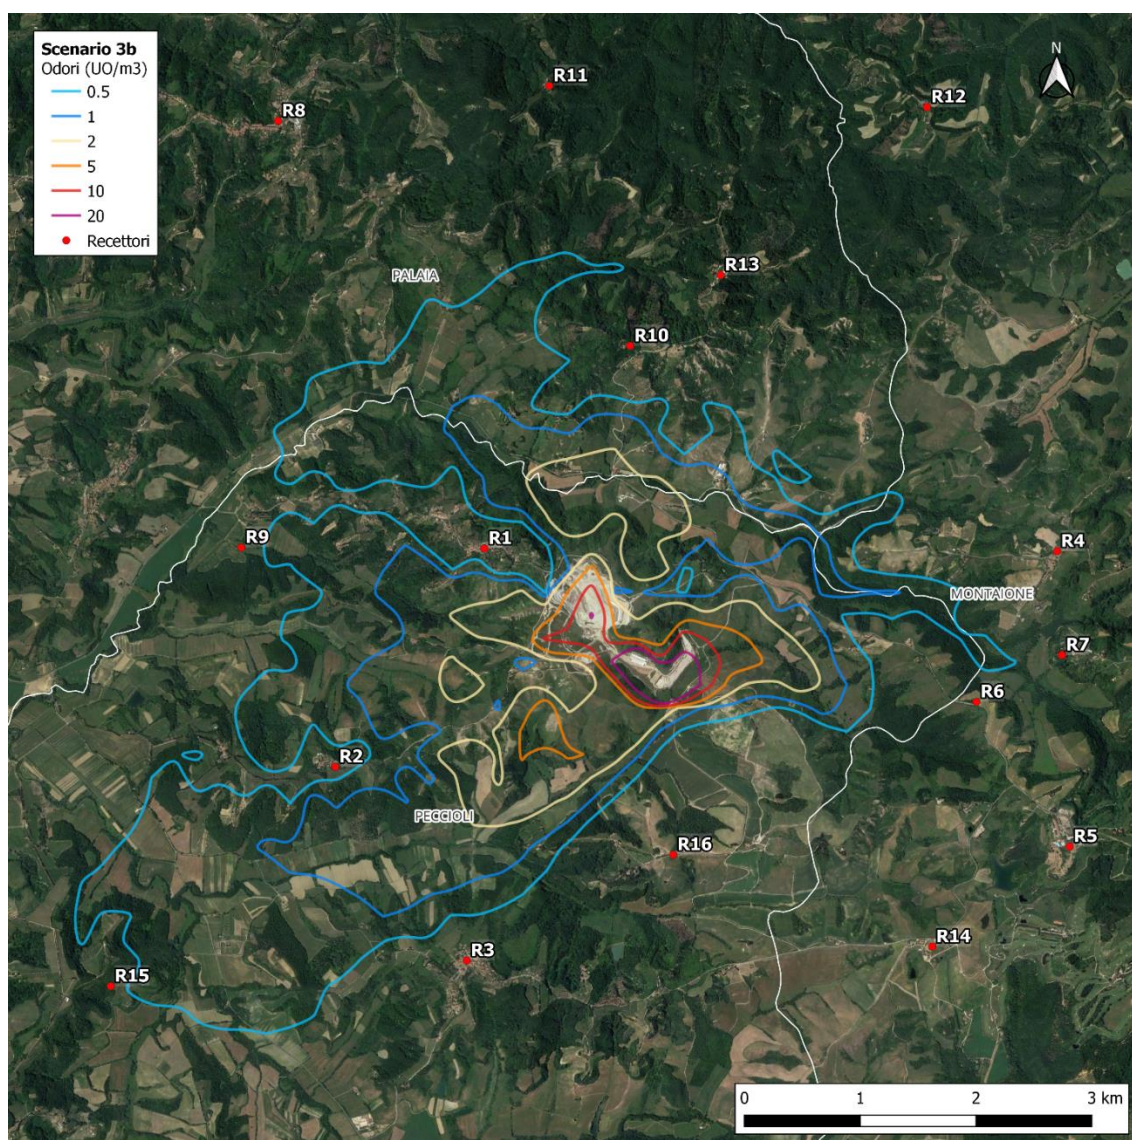 Scenario 3b
Odori (UO/m3)
0.5
1
2
5
10
20
Recettori
N
R11
R12
R8
R13
PALAIA
R10
R9
R1
R4
MONTAIONE
R7
R6
R2
PECCIOLI
R16
R5
R14
R3
R15
0 1 2 3 km